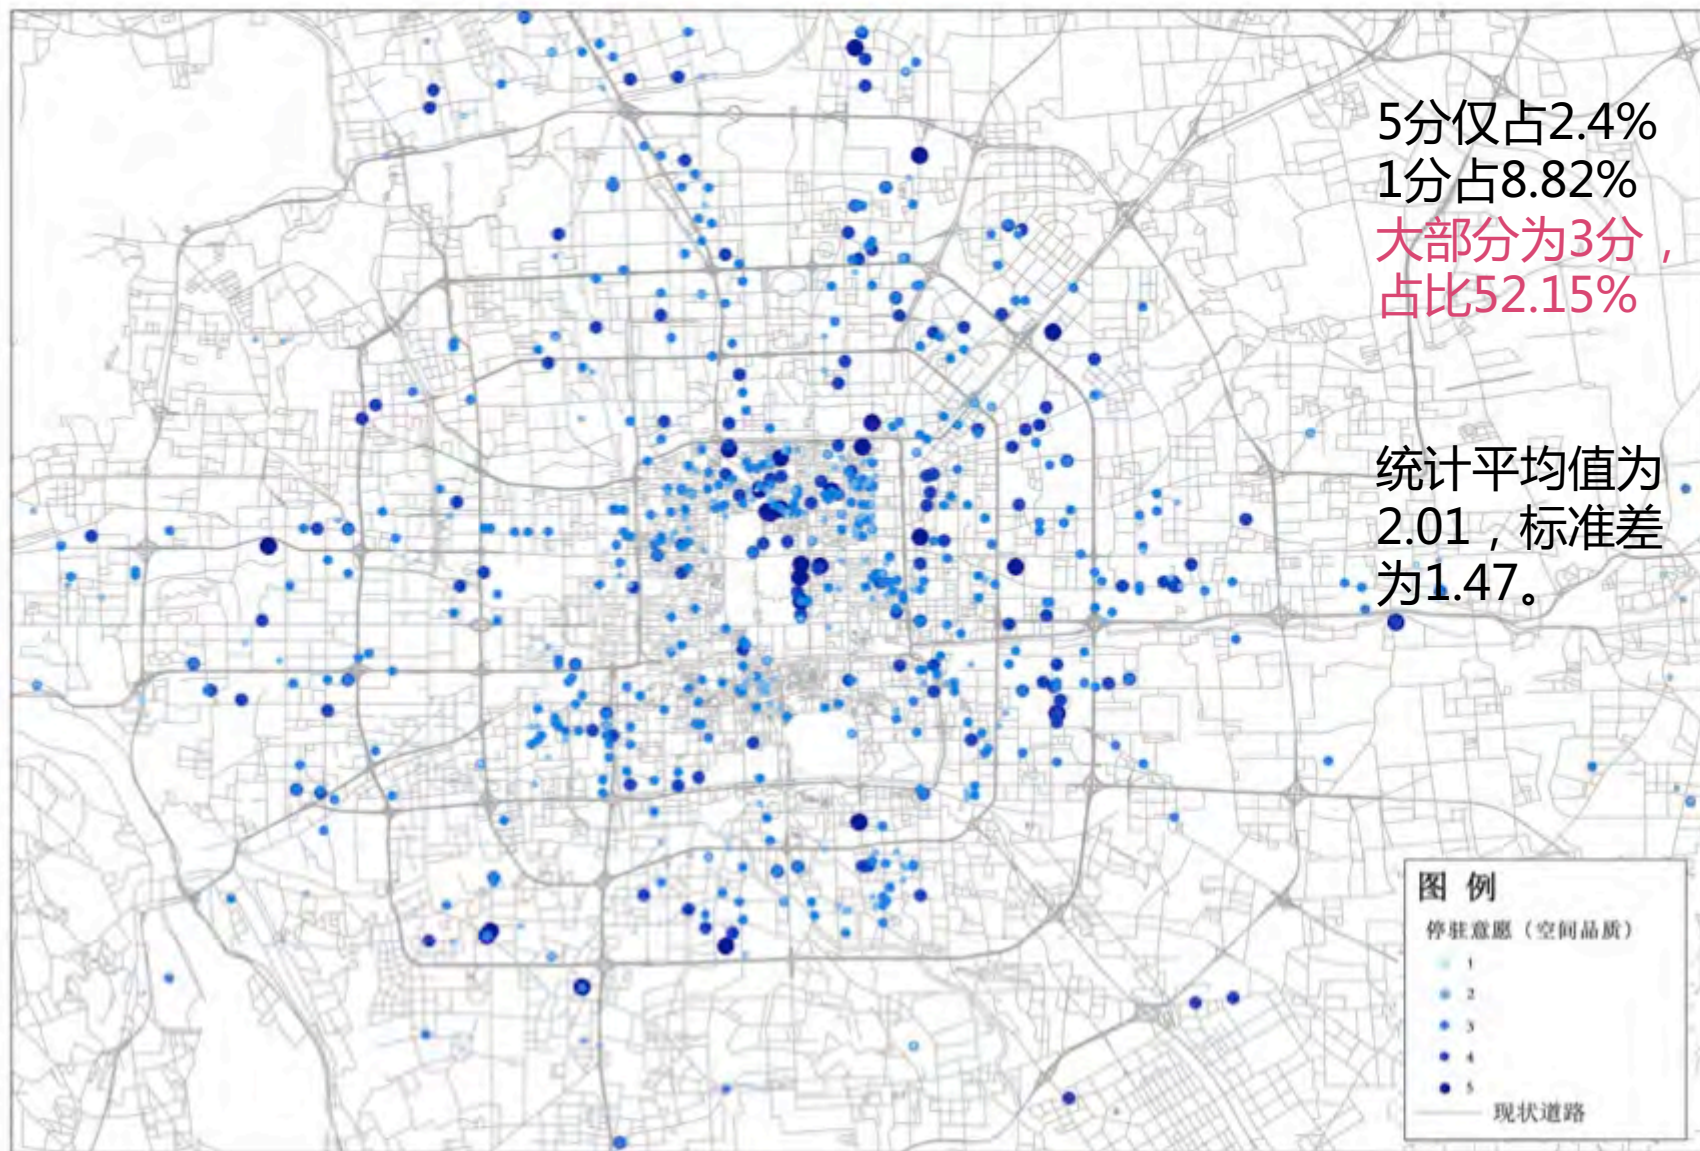 5分仅占2.4%
1分占8.82%
大部分为3分，
占比52.15%
统计平均值为
2.01，标准差
为1.47。
图 例
停驻意愿（空间品质）
1
2
3
4
5
现状道路